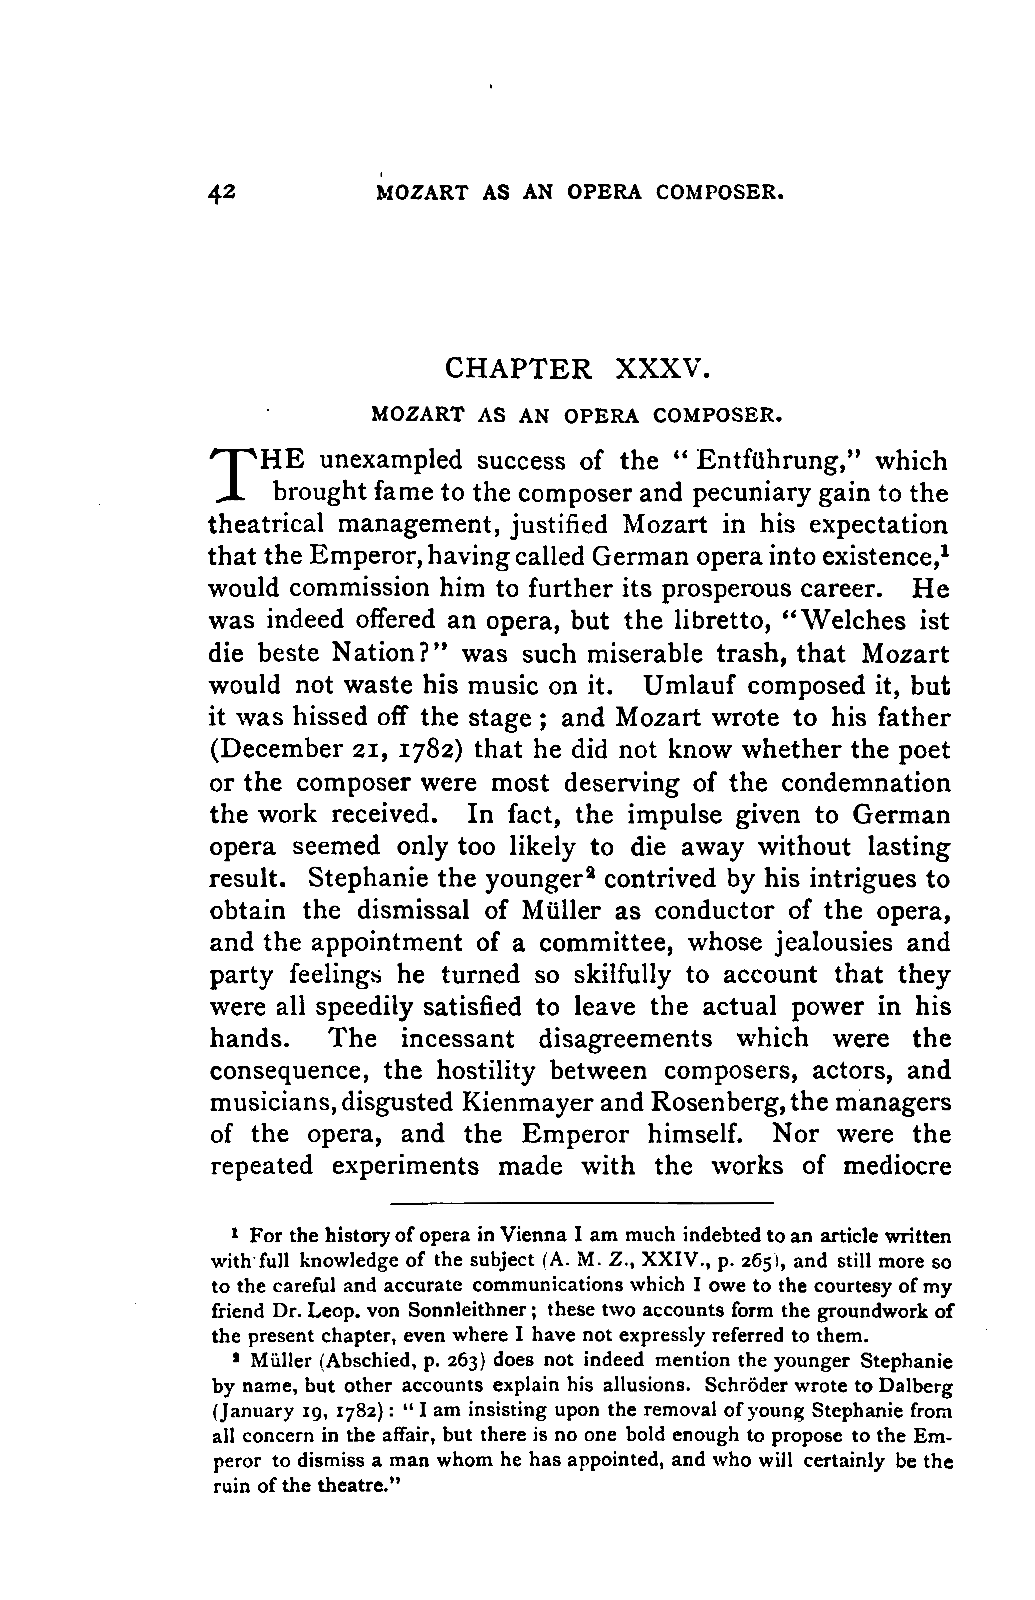 42 MOZART AS AN OPERA COMPOSER.
CHAPTER XXXV.
MOZART AS AN OPERA COMPOSER.
THE unexampled success of the “Entführung,” which
brought fame to the composer and pecuniary gain to the
theatrical management, justified Mozart in his expectation
that the Emperor, having called German opera into existence,¹
would commission him to further its prosperous career. He
was indeed offered an opera, but the libretto, “Welches ist
die beste Nation?” was such miserable trash, that Mozart
would not waste his music on it. Umlauf composed it, but
it was hissed off the stage; and Mozart wrote to his father
(December 21, 1782) that he did not know whether the poet
or the composer were most deserving of the condemnation
the work received. In fact, the impulse given to German
opera seemed only too likely to die away without lasting
result. Stephanie the younger² contrived by his intrigues to
obtain the dismissal of Müller as conductor of the opera,
and the appointment of a committee, whose jealousies and
party feelings he turned so skilfully to account that they
were all speedily satisfied to leave the actual power in his
hands. The incessant disagreements which were the
consequence, the hostility between composers, actors, and
musicians, disgusted Kienmayer and Rosenberg, the managers
of the opera, and the Emperor himself. Nor were the
repeated experiments made with the works of mediocre
¹ For the history of opera in Vienna I am much indebted to an article written
with full knowledge of the subject (A. M. Z., XXIV., p. 265), and still more so
to the careful and accurate communications which I owe to the courtesy of my
friend Dr. Leop. von Sonnleithner; these two accounts form the groundwork of
the present chapter, even where I have not expressly referred to them.
² Müller (Abschied, p. 263) does not indeed mention the younger Stephanie
by name, but other accounts explain his allusions. Schröder wrote to Dalberg
(January 19, 1782): “I am insisting upon the removal of young Stephanie from
all concern in the affair, but there is no one bold enough to propose to the Em-
peror to dismiss a man whom he has appointed, and who will certainly be the
ruin of the theatre.”